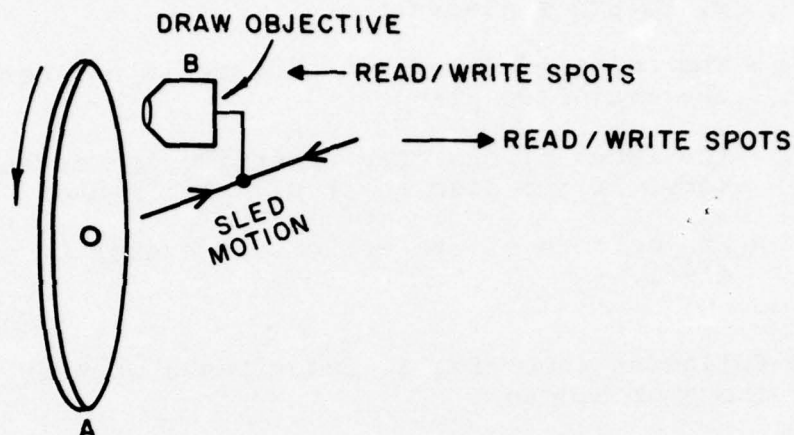 DRAW OBJECTIVE
B
READ/WRITE SPOTS
READ/WRITE SPOTS
SLED
MOTION
A